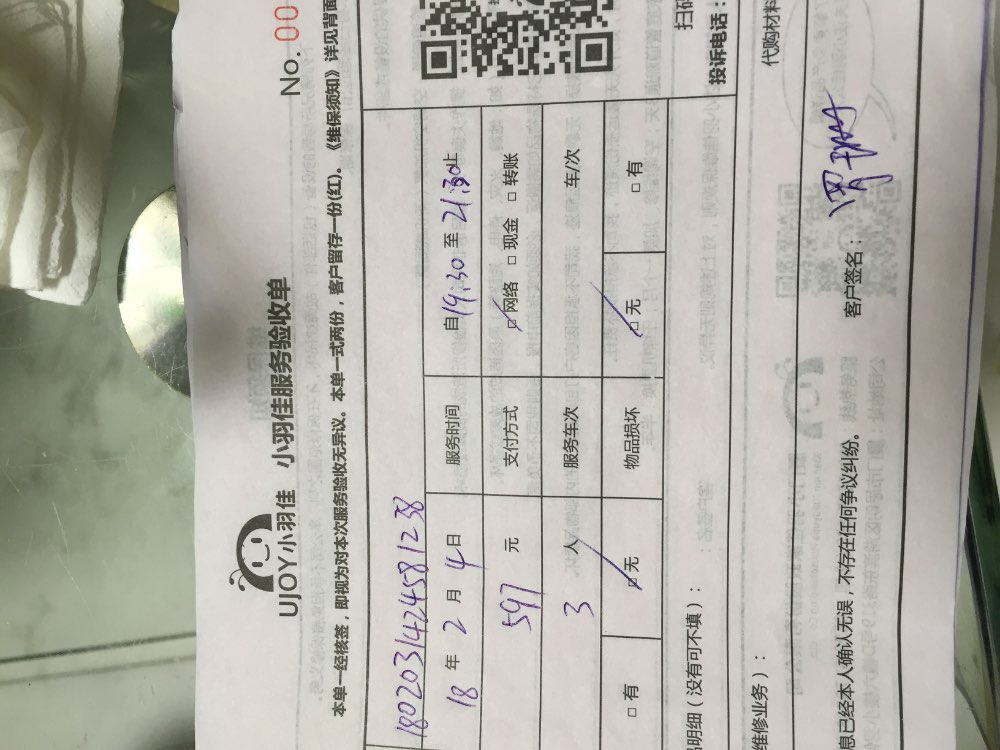 No. 00
UJOY小羽佳 小羽佳服务验收单
本单一经核签，即视为对本次服务验收无异议。本单一式两份，客户留存一份(红)。《维保须知》详见背面
180203142458 1238
18 年 2 月 4 日 服务时间 自 19:30 至 21:30 止
597 元 支付方式 ☑ 网络 □ 现金 □ 转账
3 人 服务车次 车/次
□ 有 ☑ 无 物品损坏 ☑ 无 □ 有
明细（没有可不填）：
投诉电话：
维修业务）：
代购材料
息已经本人确认无误，不存在任何争议纠纷。 客户签名：